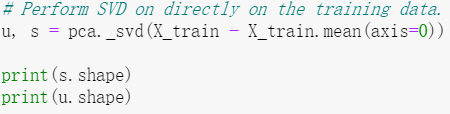 # Perform SVD on directly on the training data.
u, s = pca._svd(X_train - X_train.mean(axis=0))
print(s.shape)
print(u.shape)